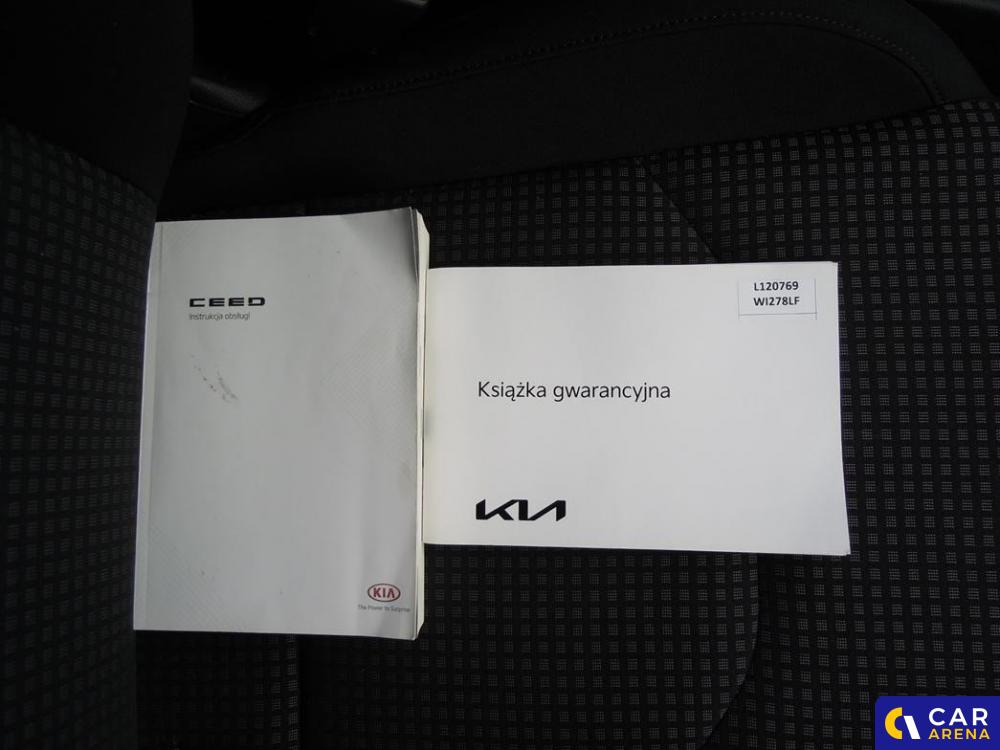 CEED
Instrukcja obsługi
KIA
The Power to Surprise
L120769
WI278LF
Książka gwarancyjna
KIA
CAR
ARENA